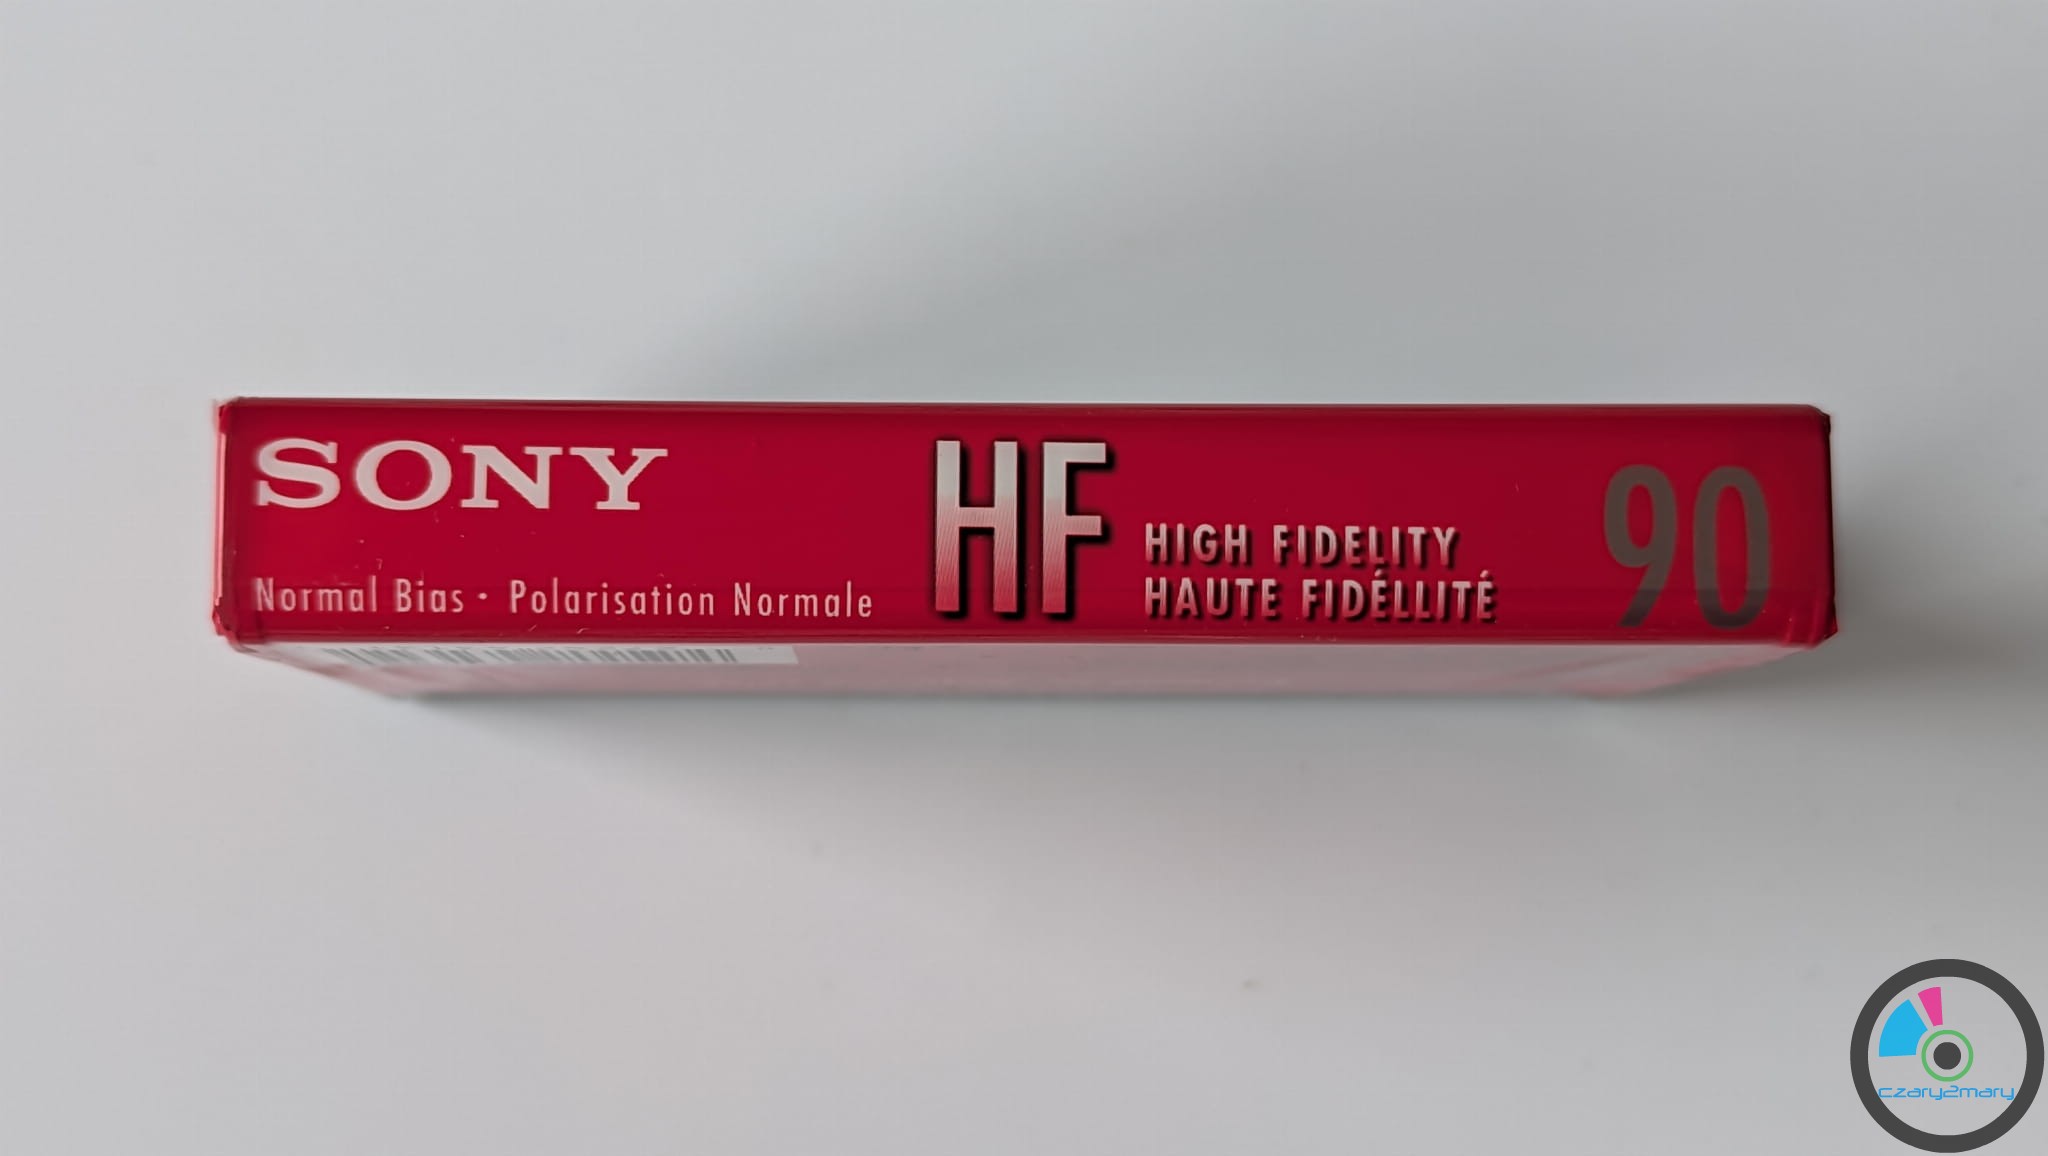 SONY
Normal Bias · Polarisation Normale
HF
HIGH FIDELITY
HAUTE FIDÉLLITÉ
90
czary2mary